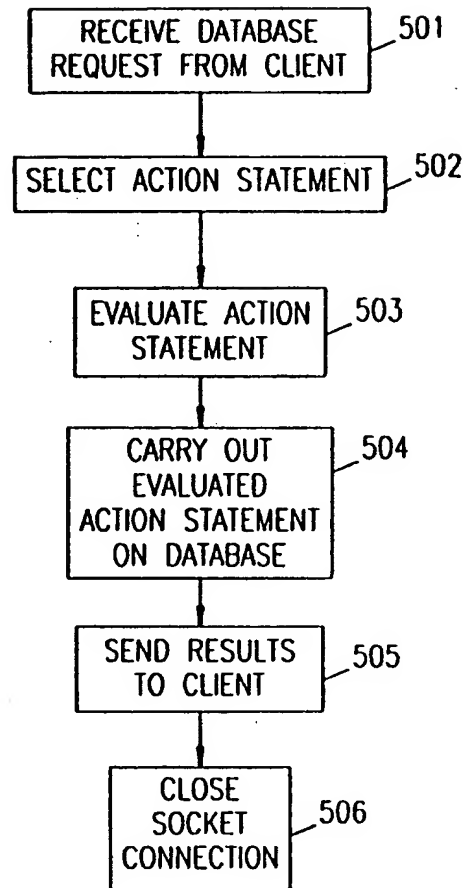 RECEIVE DATABASE
REQUEST FROM CLIENT
501
SELECT ACTION STATEMENT
502
EVALUATE ACTION
STATEMENT
503
CARRY OUT
EVALUATED
ACTION STATEMENT
ON DATABASE
504
SEND RESULTS
TO CLIENT
505
CLOSE
SOCKET
CONNECTION
506